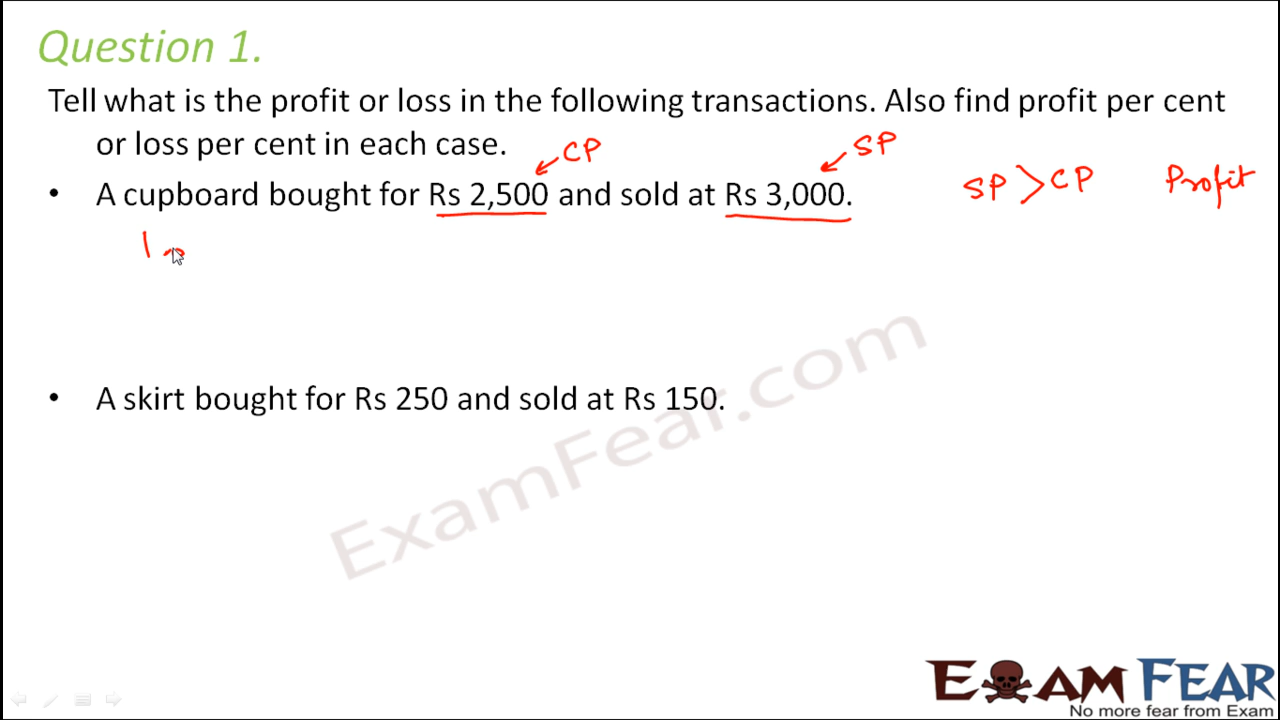 Question 1.
Tell what is the profit or loss in the following transactions. Also find profit per cent
or loss per cent in each case.
CP
SP
• A cupboard bought for Rs 2,500 and sold at Rs 3,000.
SP > CP Profit
• A skirt bought for Rs 250 and sold at Rs 150.
ExamFear.com
EXAM FEAR
No more fear from Exam